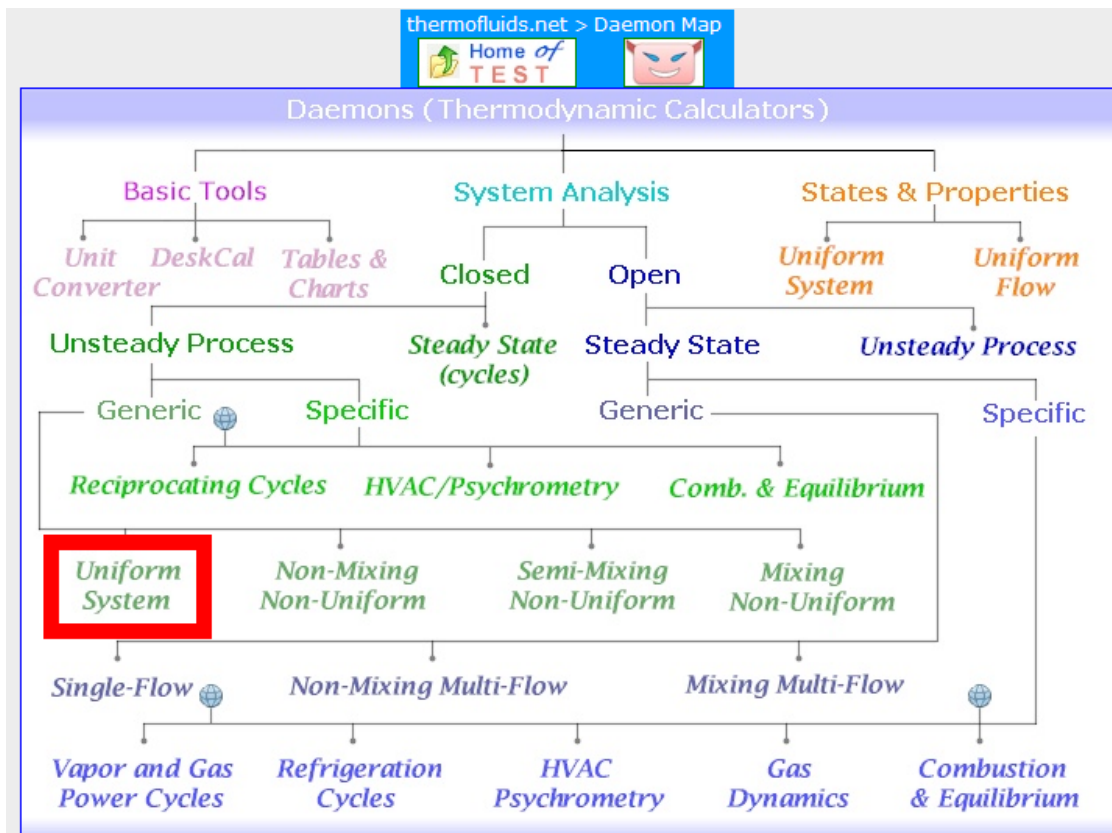 thermofluids.net > Daemon Map
Home of
TEST
Daemons (Thermodynamic Calculators)
Basic Tools
System Analysis
States & Properties
Unit
Converter
DeskCal
Tables &
Charts
Closed
Open
Uniform
System
Uniform
Flow
Unsteady Process
Steady State
(cycles)
Steady State
Unsteady Process
Generic
Specific
Generic
Specific
Reciprocating Cycles
HVAC/Psychrometry
Comb. & Equilibrium
Uniform
System
Non-Mixing
Non-Uniform
Semi-Mixing
Non-Uniform
Mixing
Non-Uniform
Single-Flow
Non-Mixing Multi-Flow
Mixing Multi-Flow
Vapor and Gas
Power Cycles
Refrigeration
Cycles
HVAC
Psychrometry
Gas
Dynamics
Combustion
& Equilibrium